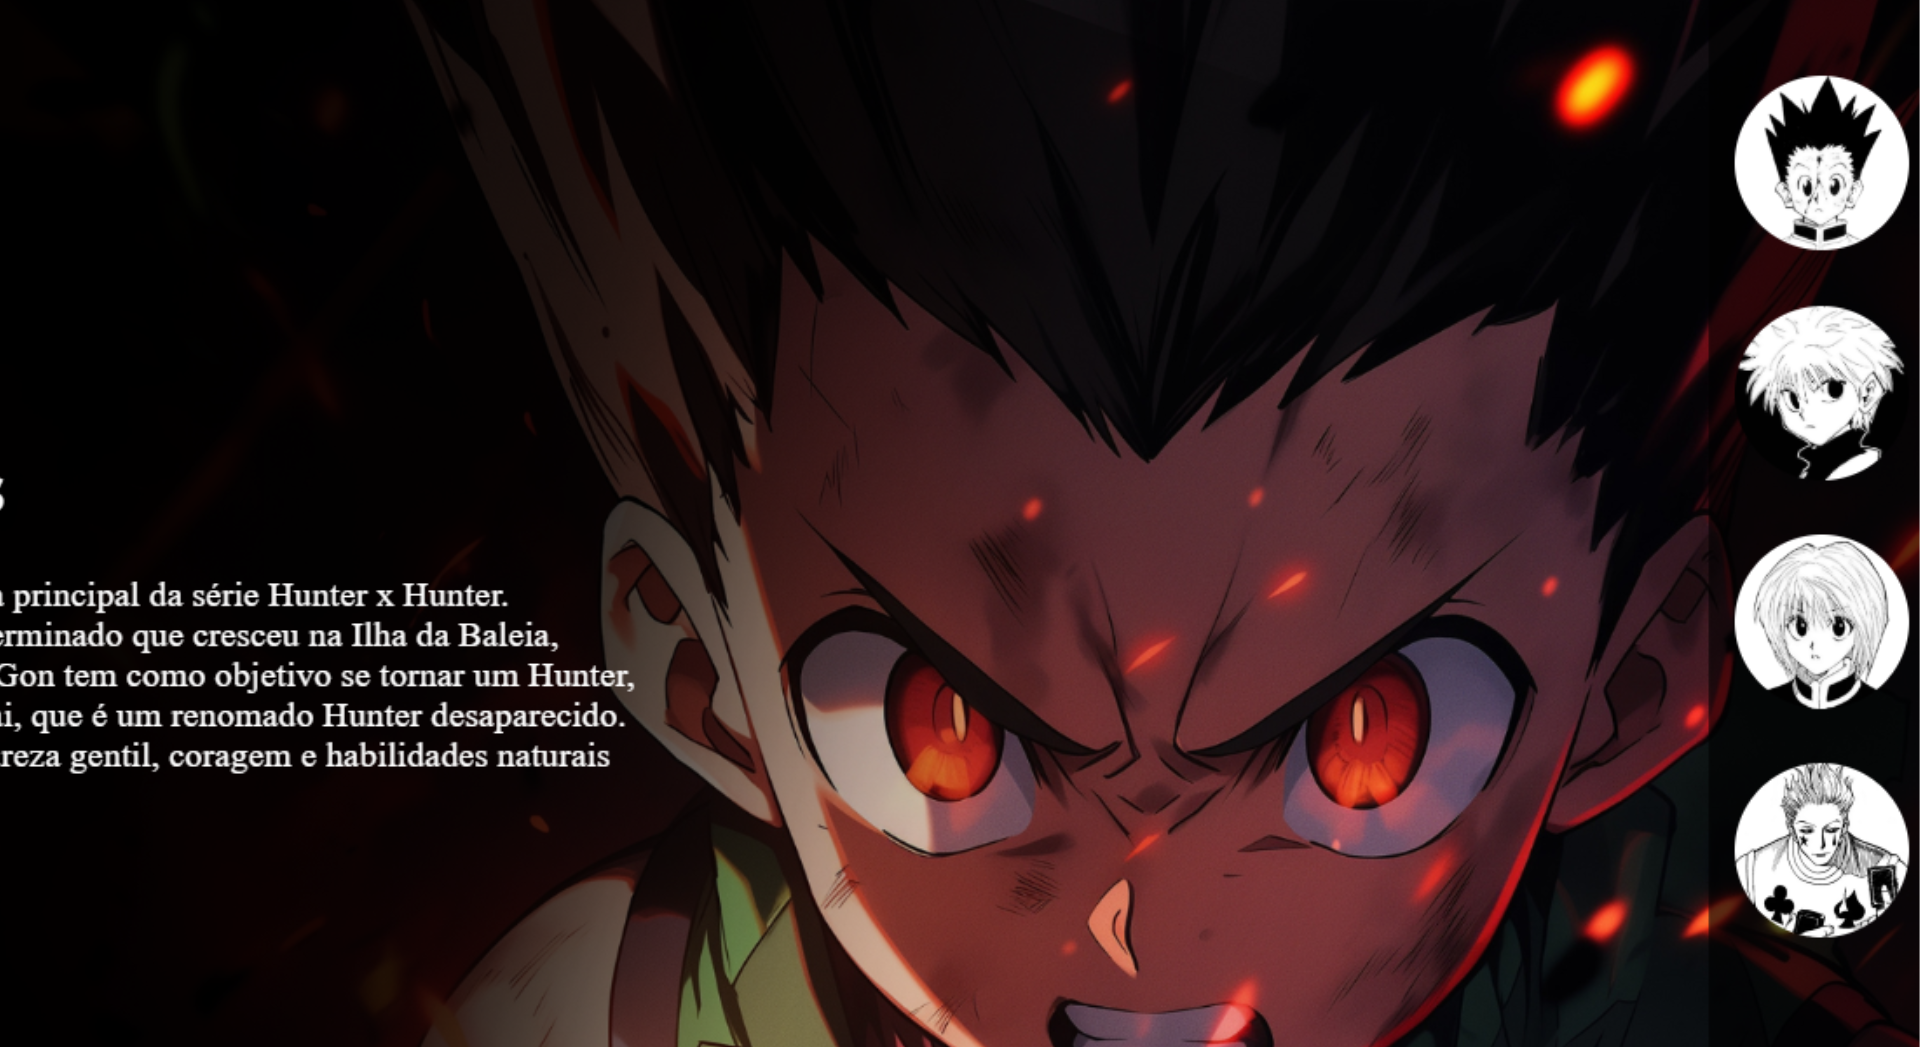 s
a principal da série Hunter x Hunter.
erminado que cresceu na Ilha da Baleia,
Gon tem como objetivo se tornar um Hunter,
ai, que é um renomado Hunter desaparecido.
reza gentil, coragem e habilidades naturais